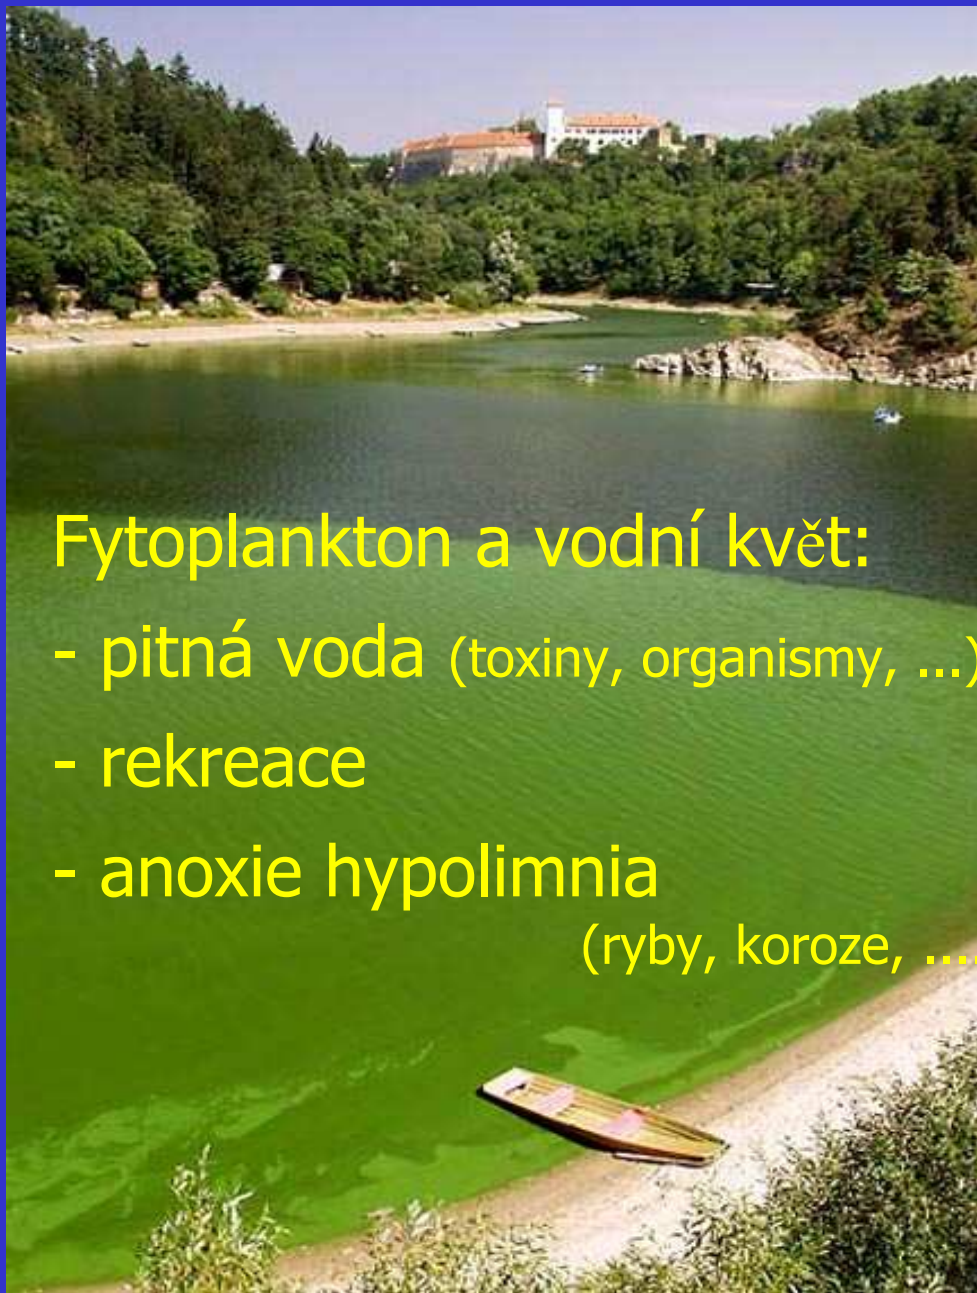 Fytoplankton a vodní květ:
- pitná voda (toxiny, organismy, ...)
- rekreace
- anoxie hypolimnia
(ryby, koroze, ....